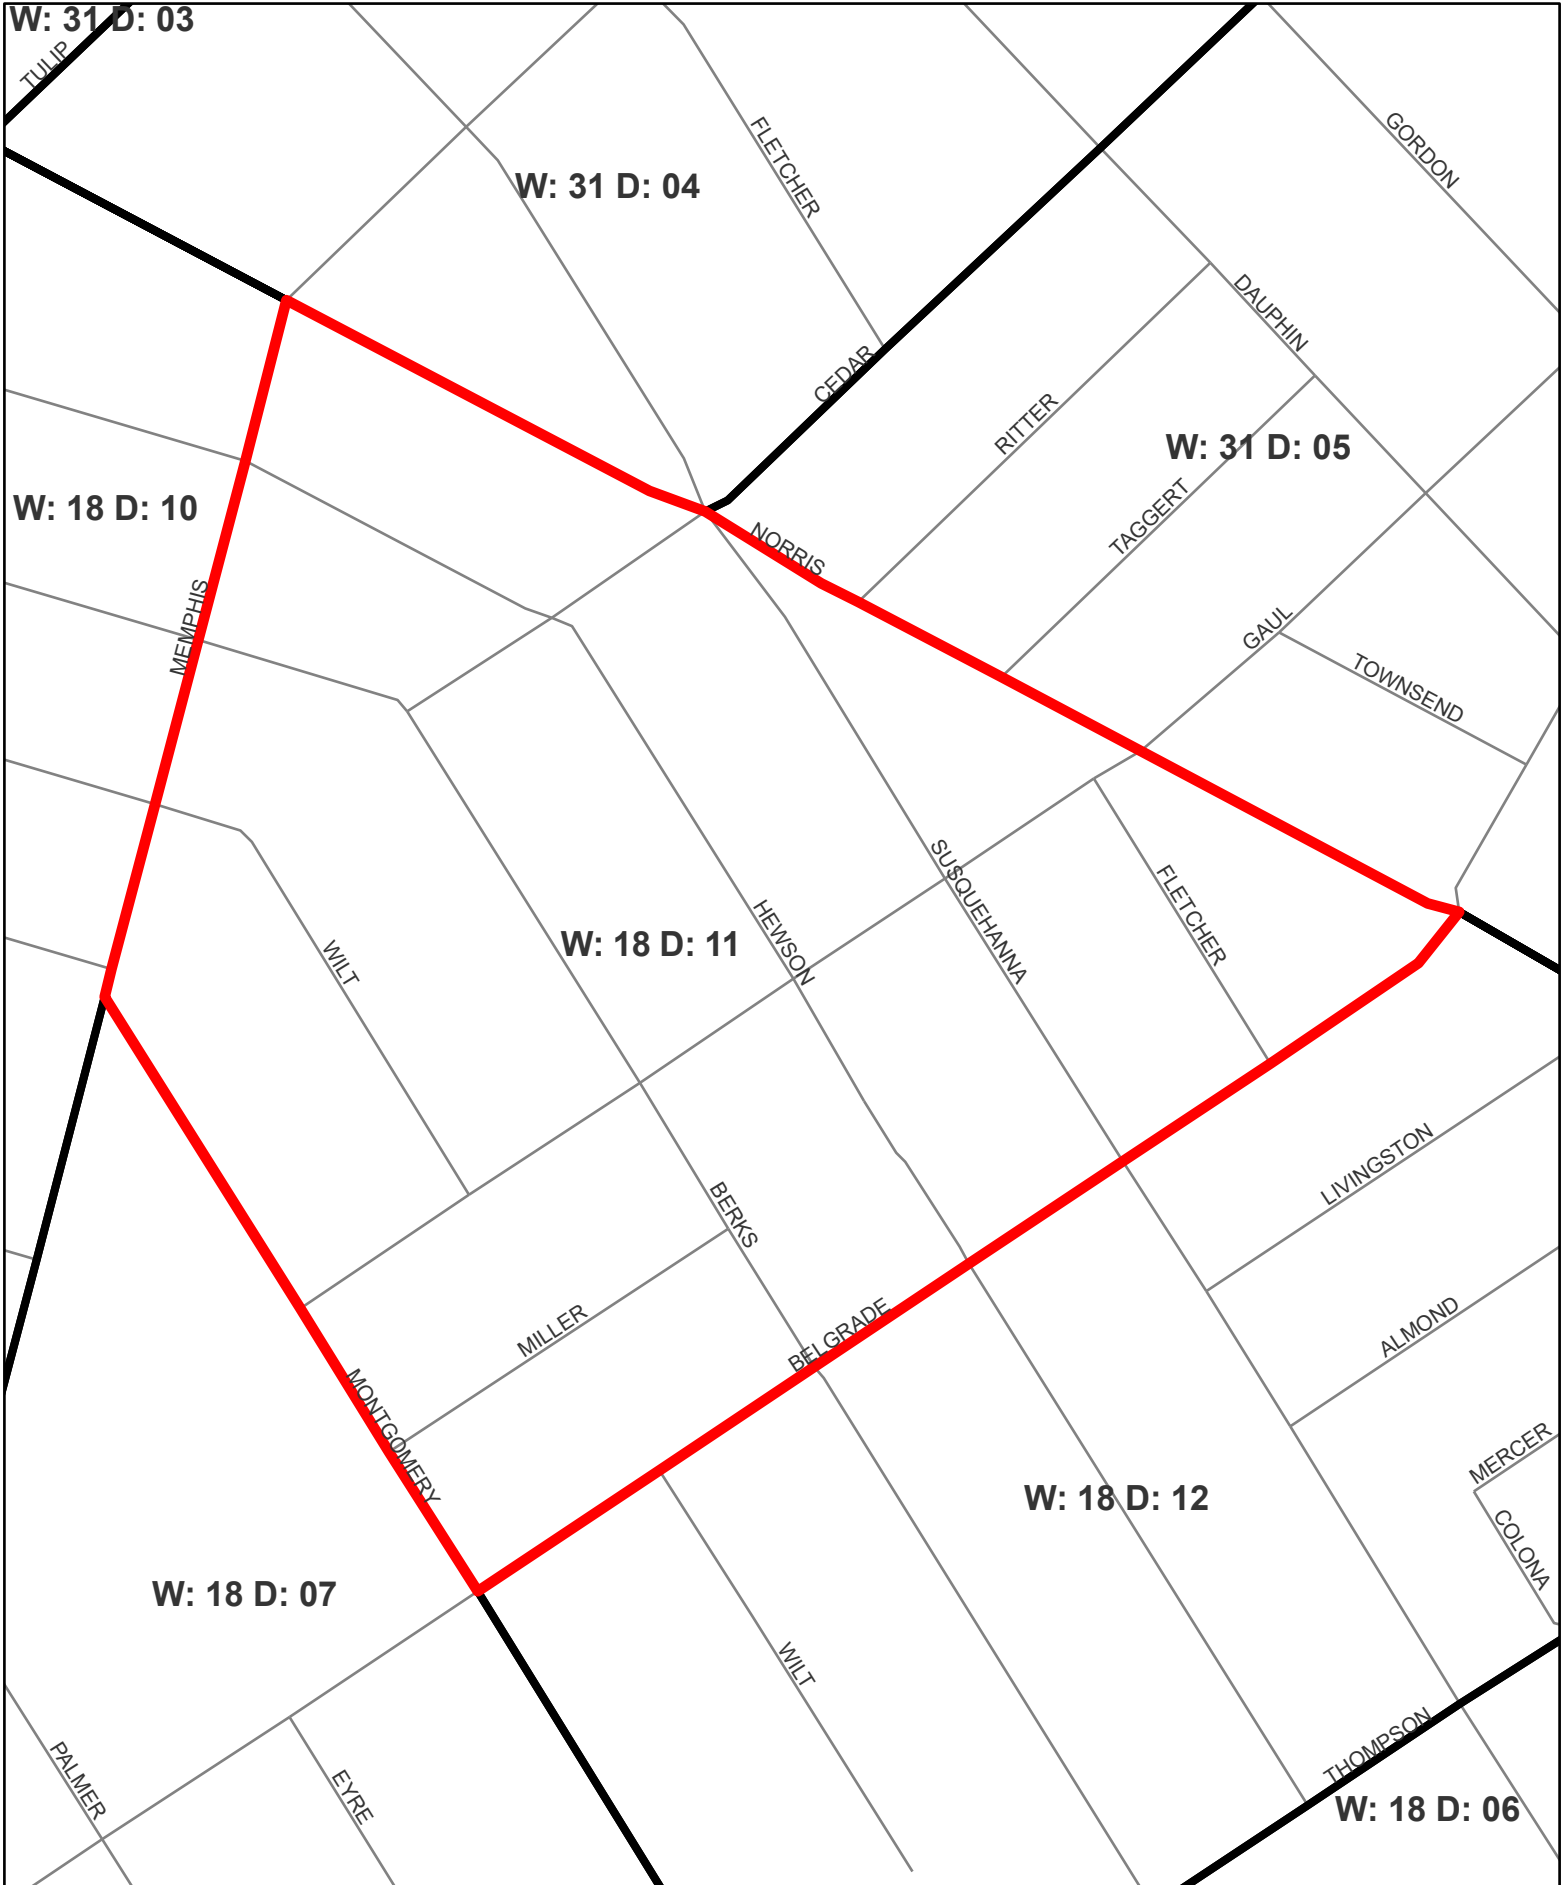 W: 31 D: 03
TULIP
FLETCHER
GORDON
W: 31 D: 04
DAUPHIN
CEDAR
RITTER
W: 31 D: 05
W: 18 D: 10
TAGGERT
NORRIS
MEMPHIS
GAUL
TOWNSEND
SUSQUEHANNA
FLETCHER
HEWSON
W: 18 D: 11
WILT
LIVINGSTON
BERKS
MILLER
BELGRADE
ALMOND
MONTGOMERY
MERCER
W: 18 D: 12
COLONA
W: 18 D: 07
WILT
THOMPSON
PALMER
EYRE
W: 18 D: 06